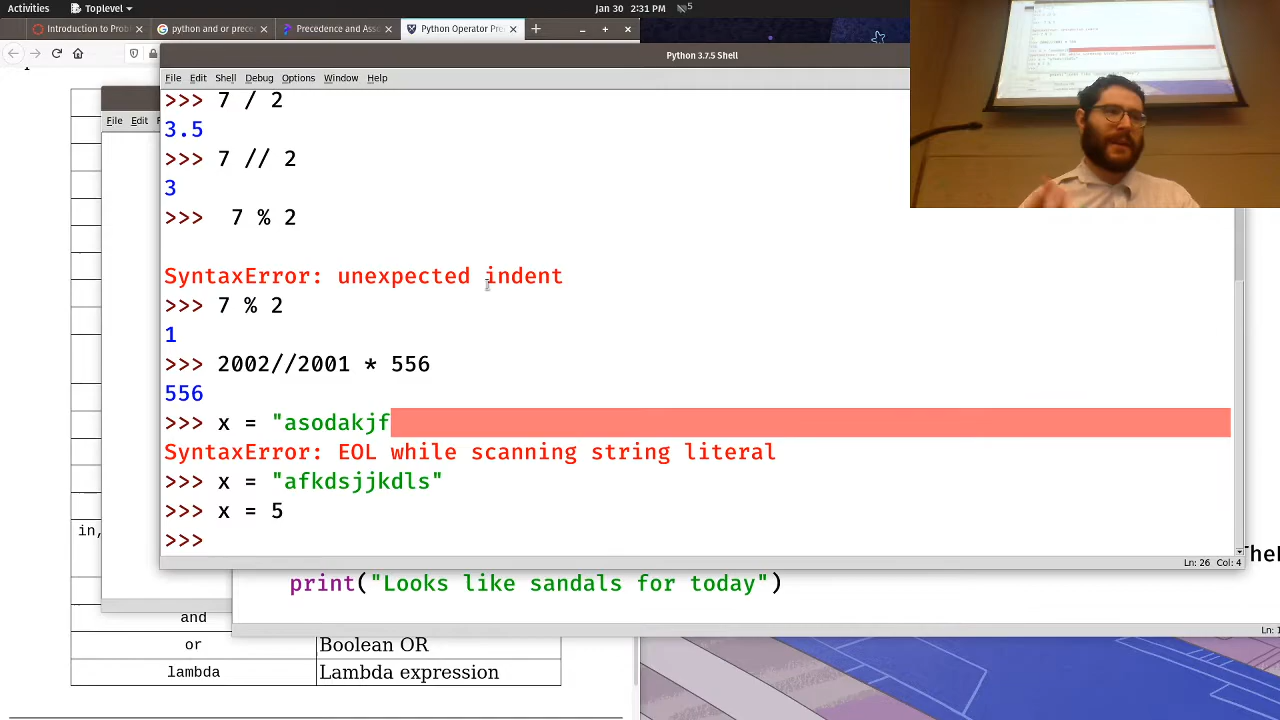 Activities
Toplevel
Jan 30 2:31 PM
5
Introduction to Prob
python and or prece
Precedence and Asso
Python Operator Prec
Python 3.7.5 Shell
File Edit Shell Debug Options Window Help
File Edit
>>> 7 / 2
3.5
>>> 7 // 2
3
>>>  7 % 2
SyntaxError: unexpected indent
>>> 7 % 2
1
>>> 2002//2001 * 556
556
>>> x = "asodakjf
SyntaxError: EOL while scanning string literal
>>> x = "afkdsjjkdls"
>>> x = 5
>>>
in,
Ln: 26 Col: 4
print("Looks like sandals for today")
and
or Boolean OR
lambda Lambda expression